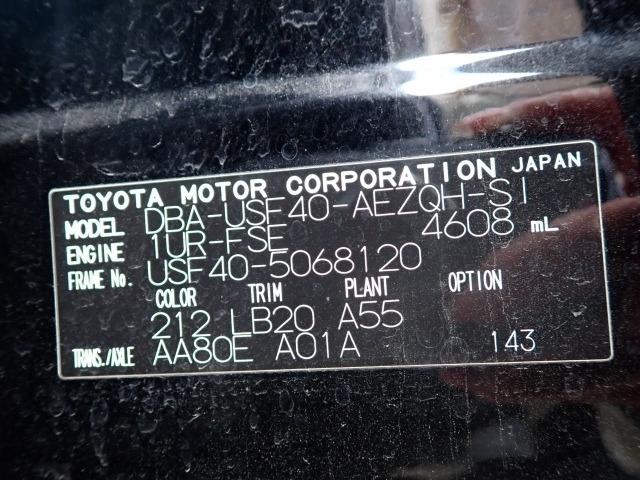 TOYOTA MOTOR CORPORATION JAPAN
MODEL DBA-USF40-AEZQH-SI
ENGINE 1UR-FSE 4608 mL
FRAME No. USF40-5068120
COLOR TRIM PLANT OPTION
212 LB20 A55
TRANS./AXLE AA80E A01A 143